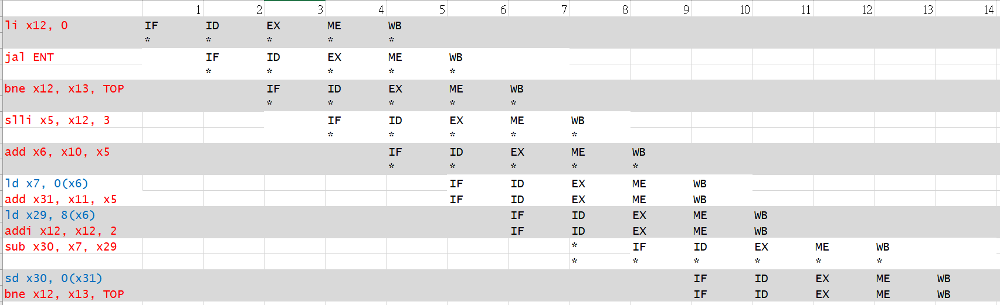 1 2 3 4 5 6 7 8 9 10 11 12 13 14
li x12, 0 IF ID EX ME WB
* * * * *
jal ENT IF ID EX ME WB
* * * * *
bne x12, x13, TOP IF ID EX ME WB
* * * * *
slli x5, x12, 3 IF ID EX ME WB
* * * * *
add x6, x10, x5 IF ID EX ME WB
* * * * *
ld x7, 0(x6) IF ID EX ME WB
add x31, x11, x5 IF ID EX ME WB
ld x29, 8(x6) IF ID EX ME WB
addi x12, x12, 2 IF ID EX ME WB
sub x30, x7, x29 * IF ID EX ME WB
* * * * * *
sd x30, 0(x31) IF ID EX ME WB
bne x12, x13, TOP IF ID EX ME WB